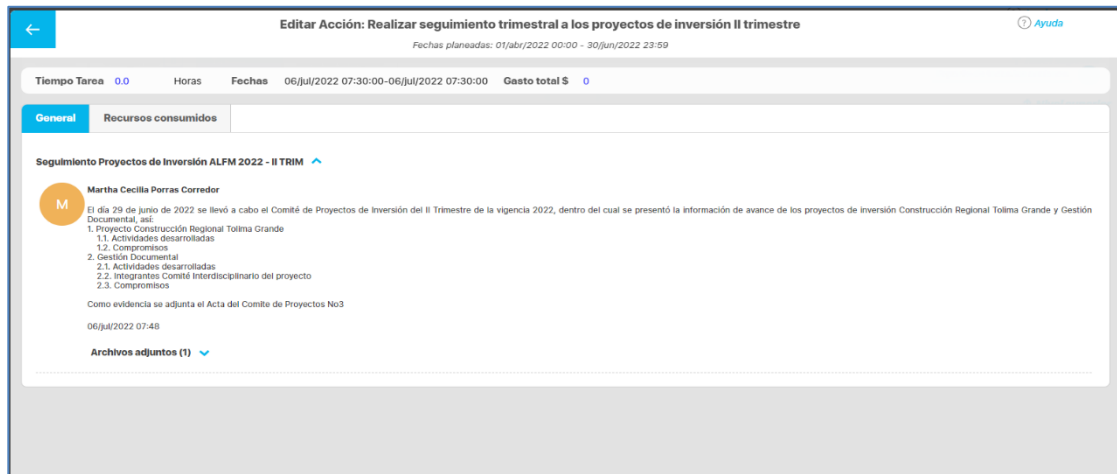 Editar Acción: Realizar seguimiento trimestral a los proyectos de inversión II trimestre
? Ayuda
Fechas planeadas: 01/abr/2022 00:00 - 30/jun/2022 23:59
Tiempo Tarea 0.0 Horas Fechas 06/jul/2022 07:30:00-06/jul/2022 07:30:00 Gasto total $ 0
General Recursos consumidos
Seguimiento Proyectos de Inversión ALFM 2022 - II TRIM
M
Martha Cecilia Porras Corredor
El día 29 de junio de 2022 se llevó a cabo el Comité de Proyectos de Inversión del II Trimestre de la vigencia 2022, dentro del cual se presentó la información de avance de los proyectos de inversión Construcción Regional Tolima Grande y Gestión
Documental, así:
1. Proyecto Construcción Regional Tolima Grande
1.1. Actividades desarrolladas
1.2. Compromisos
2. Gestión Documental
2.1. Actividades desarrolladas
2.2. Integrantes Comité Interdisciplinario del proyecto
2.3. Compromisos
Como evidencia se adjunta el Acta del Comite de Proyectos No3
06/jul/2022 07:48
Archivos adjuntos (1)